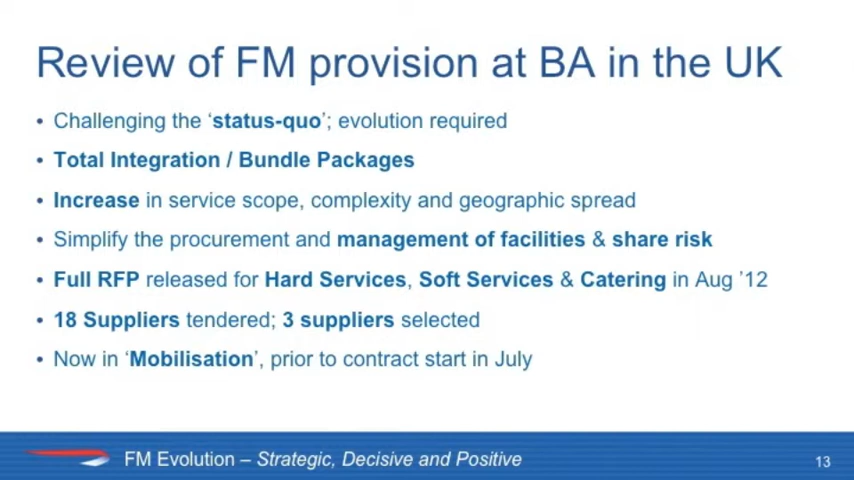 Review of FM provision at BA in the UK
• Challenging the ‘status-quo’; evolution required
• Total Integration / Bundle Packages
• Increase in service scope, complexity and geographic spread
• Simplify the procurement and management of facilities & share risk
• Full RFP released for Hard Services, Soft Services & Catering in Aug ’12
• 18 Suppliers tendered; 3 suppliers selected
• Now in ‘Mobilisation’, prior to contract start in July
FM Evolution – Strategic, Decisive and Positive
13